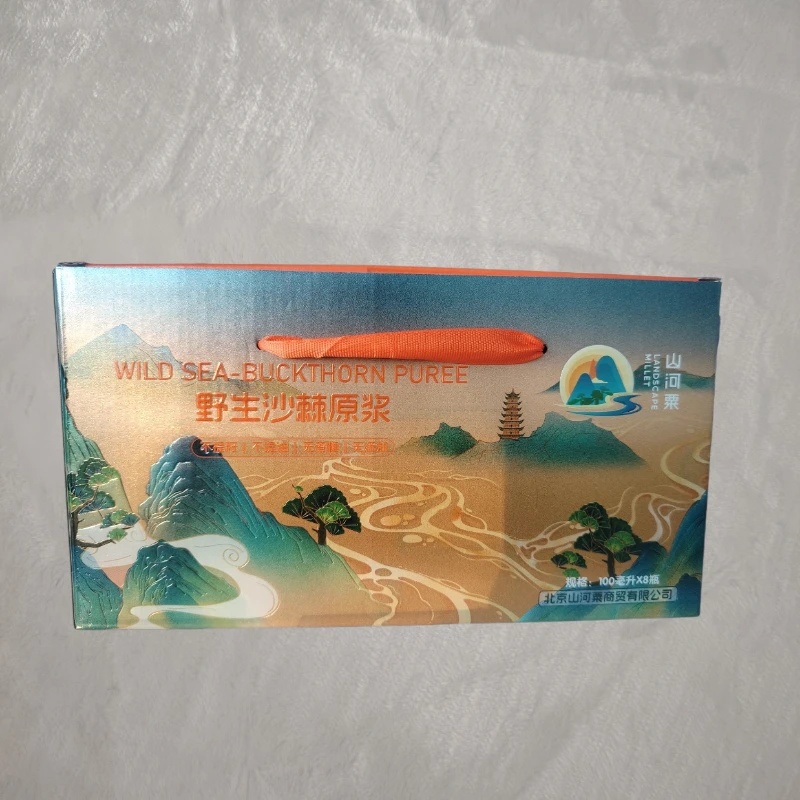 WILD SEA-BUCKTHORN PUREE
野生沙棘原浆
山河粟
LANDSCAPE
MILLET
规格：100毫升X8瓶
北京山河粟商贸有限公司